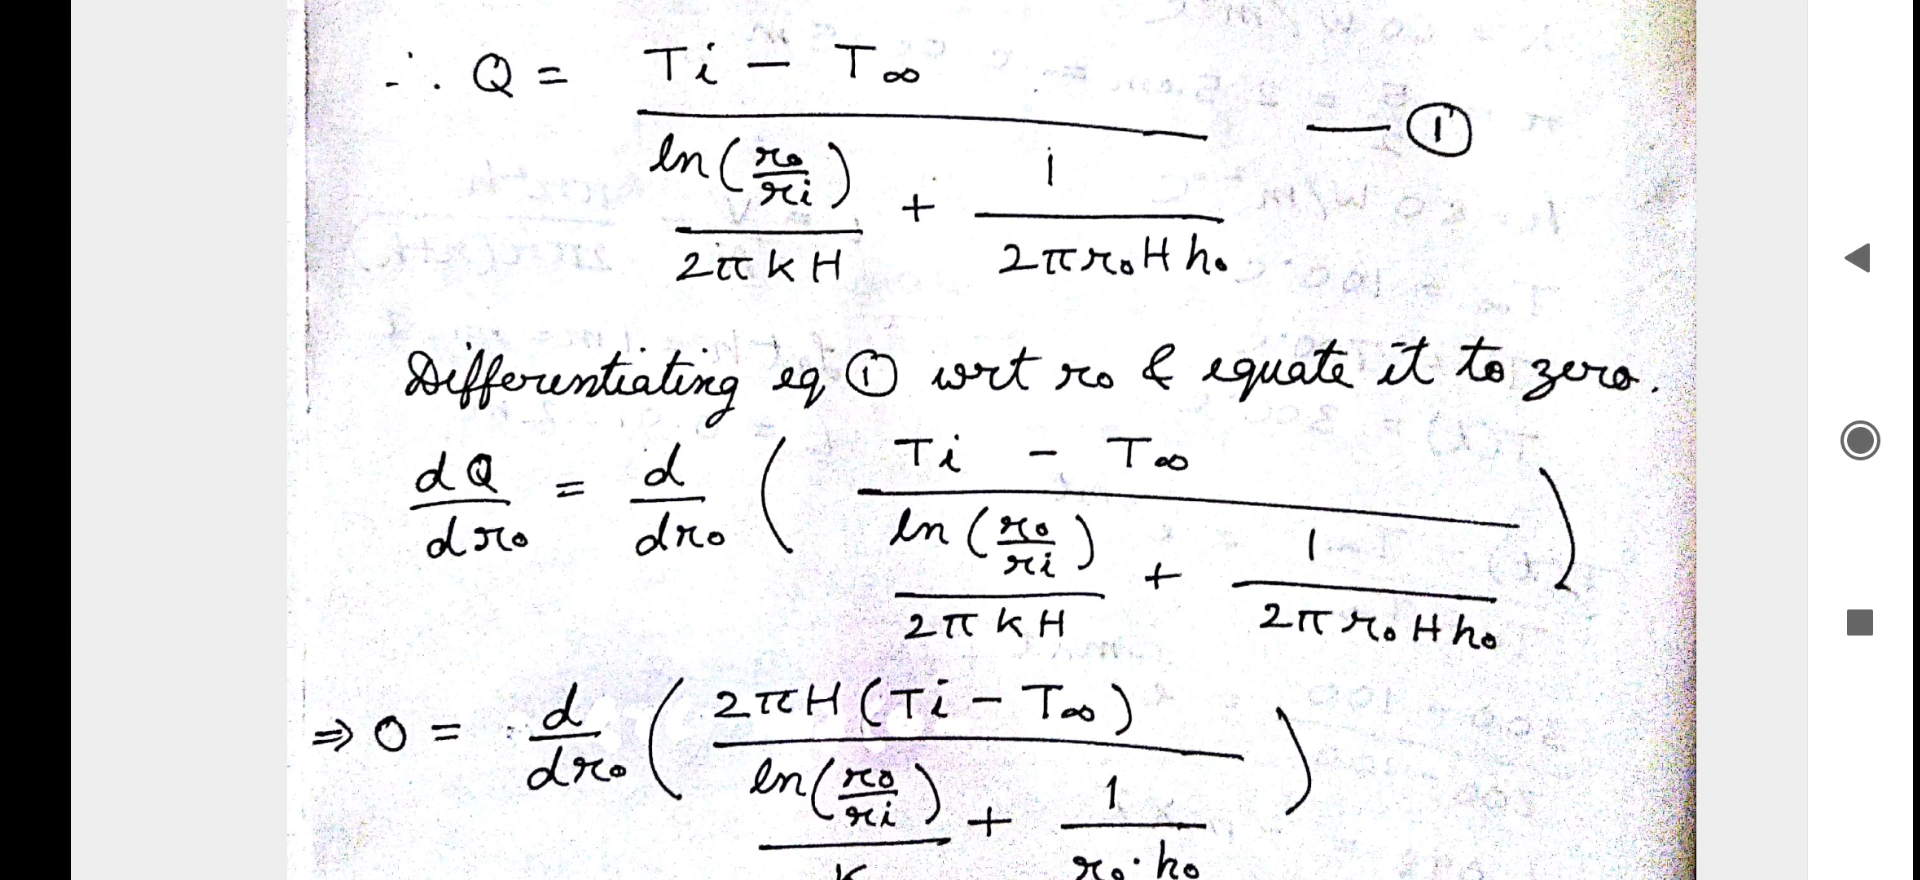 ∴ Q = (Ti − T∞) / (ln(ro/ri)/(2πkH) + 1/(2πroHho)) — ①
Differentiating eq ① wrt ro & equate it to zero.
dQ/dro = d/dro ( (Ti − T∞) / (ln(ro/ri)/(2πkH) + 1/(2πroHho)) )
⇒ 0 = d/dro ( 2πH(Ti − T∞) / (ln(ro/ri)/k + 1/(ro·ho)) )